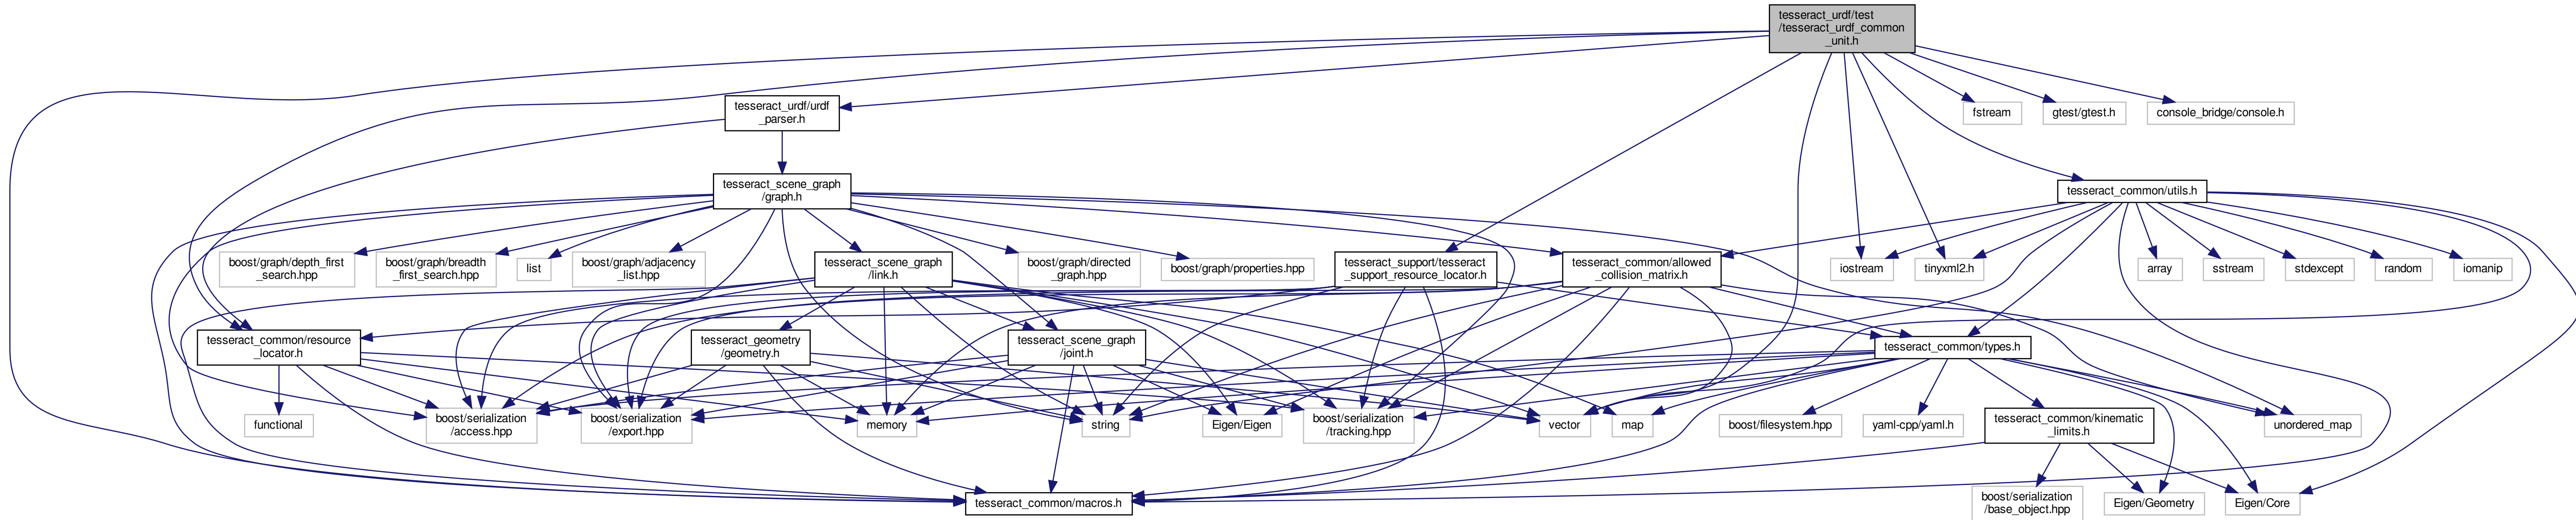 tesseract_urdf/test
/tesseract_urdf_common
_unit.h
tesseract_urdf/urdf
_parser.h
fstream
gtest/gtest.h
console_bridge/console.h
tesseract_scene_graph
/graph.h
tesseract_common/utils.h
boost/graph/depth_first
_search.hpp
boost/graph/breadth
_first_search.hpp
list
boost/graph/adjacency
_list.hpp
tesseract_scene_graph
/link.h
boost/graph/directed
_graph.hpp
boost/graph/properties.hpp
tesseract_support/tesseract
_support_resource_locator.h
tesseract_common/allowed
_collision_matrix.h
iostream
tinyxml2.h
array
sstream
stdexcept
random
iomanip
tesseract_common/resource
_locator.h
tesseract_geometry
/geometry.h
tesseract_scene_graph
/joint.h
tesseract_common/types.h
functional
boost/serialization
/access.hpp
boost/serialization
/export.hpp
memory
string
Eigen/Eigen
boost/serialization
/tracking.hpp
vector
map
boost/filesystem.hpp
yaml-cpp/yaml.h
tesseract_common/kinematic
_limits.h
unordered_map
tesseract_common/macros.h
boost/serialization
/base_object.hpp
Eigen/Geometry
Eigen/Core